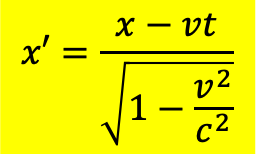 x′ = (x − vt) / √(1 − v²/c²)